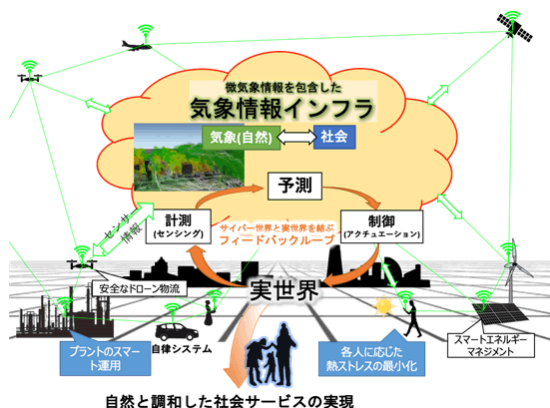 微気象情報を包含した
気象情報インフラ
気象(自然)
社会
予測
計測
(センシング)
サイバー世界と実世界を結ぶ
フィードバックループ
制御
(アクチュエーション)
センサ
情報
実世界
安全なドローン物流
プラントのスマー
ト運用
自律システム
各人に応じた
熱ストレスの最小化
スマートエネルギー
マネジメント
自然と調和した社会サービスの実現